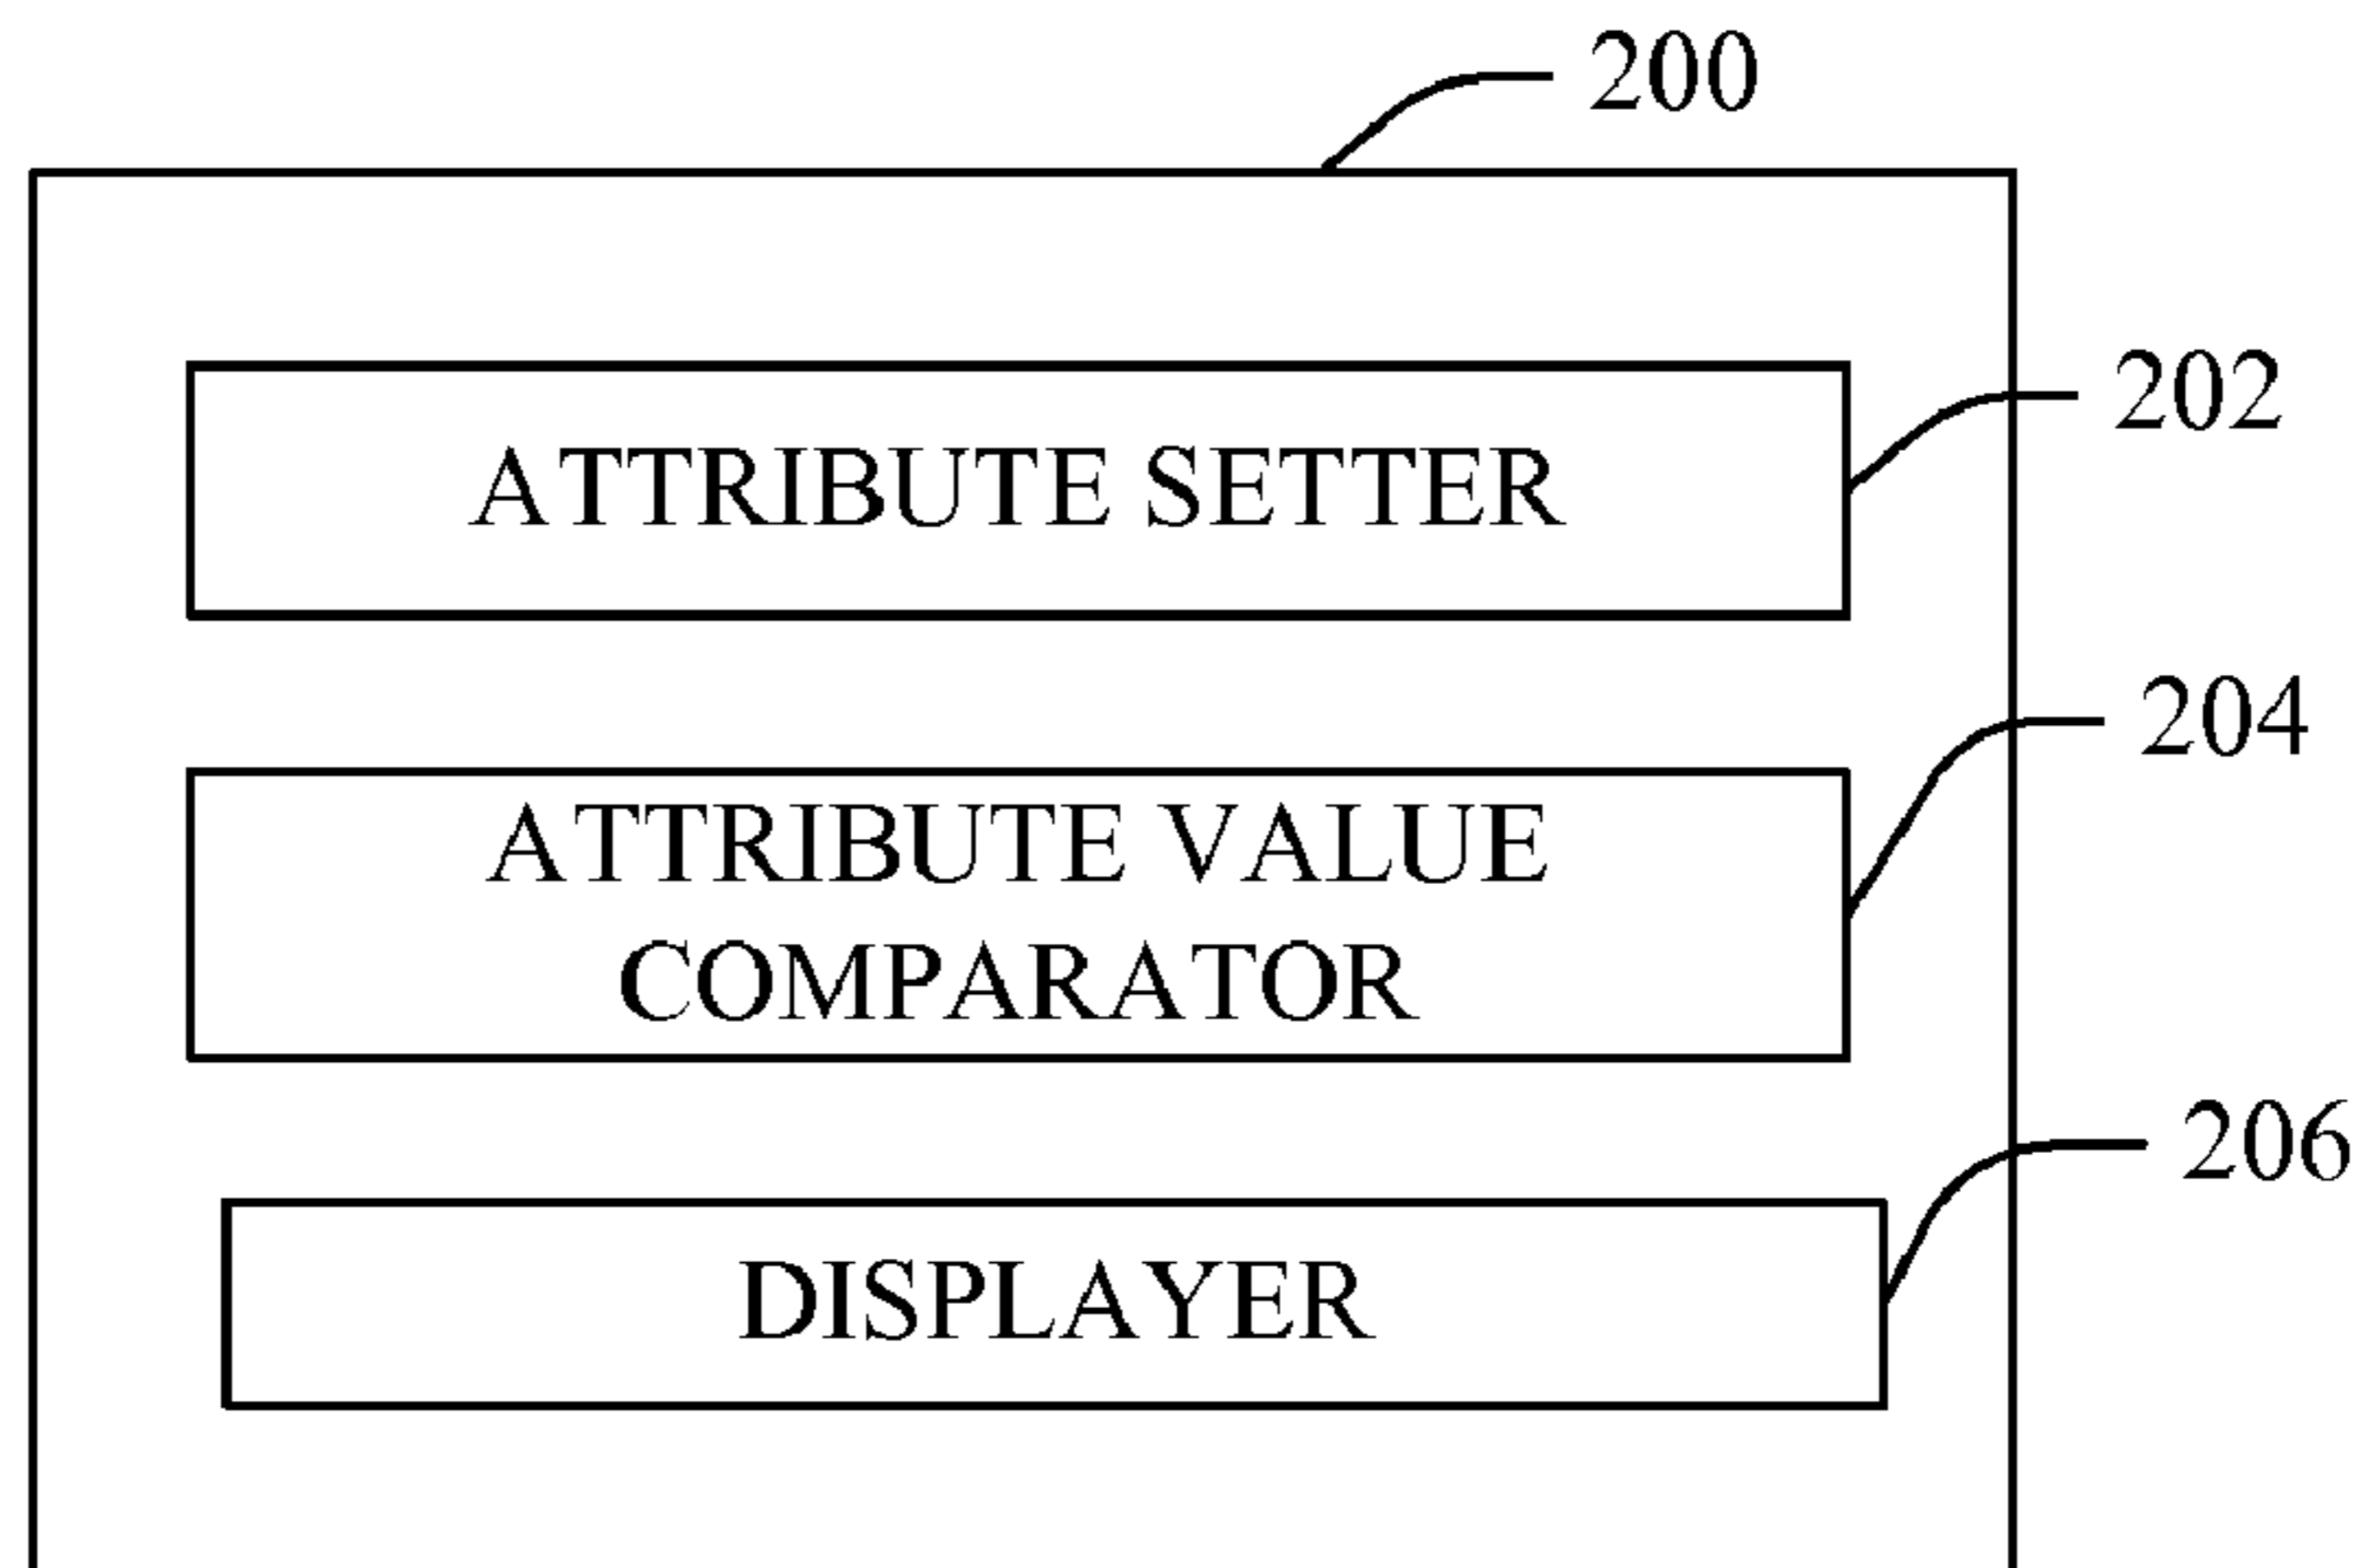 200
202
ATTRIBUTE SETTER
204
ATTRIBUTE VALUE
COMPARATOR
206
DISPLAYER